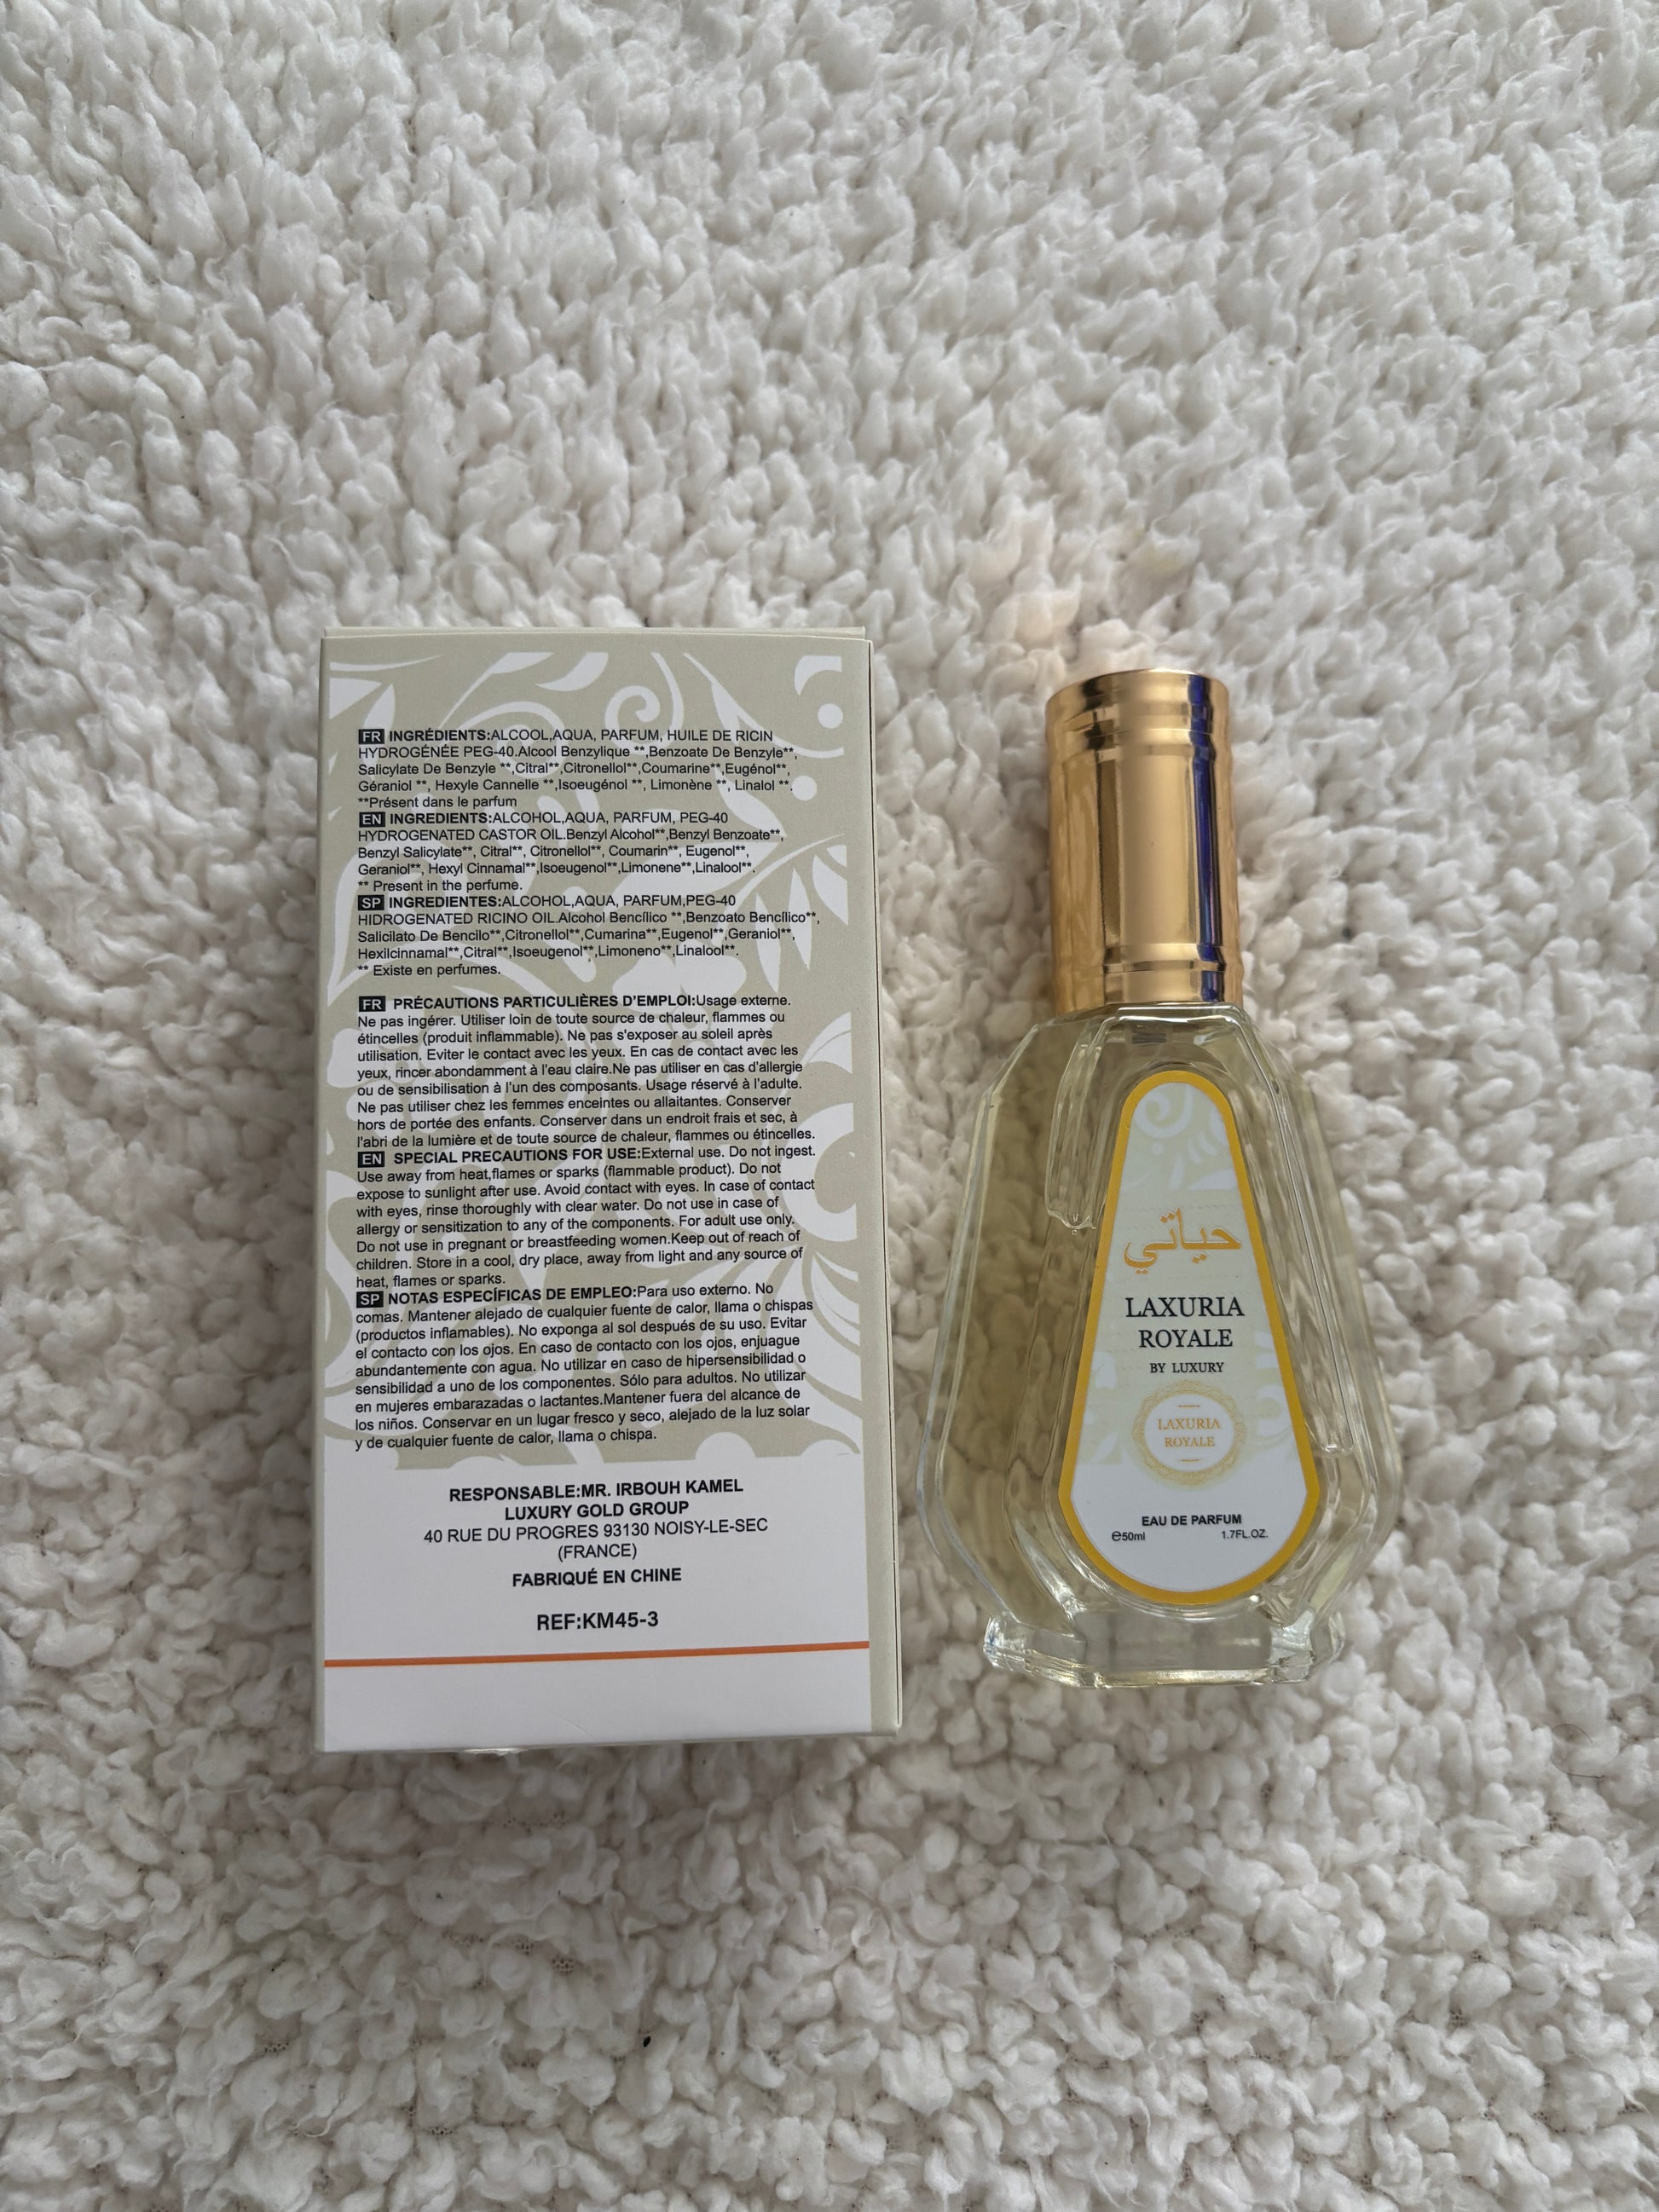 FR INGRÉDIENTS:ALCOOL,AQUA, PARFUM, HUILE DE RICIN
HYDROGÉNÉE PEG-40.Alcool Benzylique **,Benzoate De Benzyle**,
Salicylate De Benzyle **,Citral**,Citronellol**,Coumarine**,Eugénol**,
Géraniol **, Hexyle Cannelle **,Isoeugénol **, Limonène **, Linalol **.
**Présent dans le parfum
EN INGREDIENTS:ALCOHOL,AQUA, PARFUM, PEG-40
HYDROGENATED CASTOR OIL.Benzyl Alcohol**,Benzyl Benzoate**,
Benzyl Salicylate**, Citral**, Citronellol**, Coumarin**, Eugenol**,
Geraniol**, Hexyl Cinnamal**,Isoeugenol**,Limonene**,Linalool**.
** Present in the perfume.
SP INGREDIENTES:ALCOHOL,AQUA, PARFUM,PEG-40
HIDROGENATED RICINO OIL.Alcohol Bencílico **,Benzoato Bencílico**,
Salicilato De Bencilo**,Citronellol**,Cumarina**,Eugenol**,Geraniol**,
Hexilcinnamal**,Citral**,Isoeugenol**,Limoneno**,Linalool**.
** Existe en perfumes.
FR PRÉCAUTIONS PARTICULIÈRES D'EMPLOI:Usage externe.
Ne pas ingérer. Utiliser loin de toute source de chaleur, flammes ou
étincelles (produit inflammable). Ne pas s'exposer au soleil après
utilisation. Eviter le contact avec les yeux. En cas de contact avec les
yeux, rincer abondamment à l'eau claire.Ne pas utiliser en cas d'allergie
ou de sensibilisation à l'un des composants. Usage réservé à l'adulte.
Ne pas utiliser chez les femmes enceintes ou allaitantes. Conserver
hors de portée des enfants. Conserver dans un endroit frais et sec, à
l'abri de la lumière et de toute source de chaleur, flammes ou étincelles.
EN SPECIAL PRECAUTIONS FOR USE:External use. Do not ingest.
Use away from heat,flames or sparks (flammable product). Do not
expose to sunlight after use. Avoid contact with eyes. In case of contact
with eyes, rinse thoroughly with clear water. Do not use in case of
allergy or sensitization to any of the components. For adult use only.
Do not use in pregnant or breastfeeding women.Keep out of reach of
children. Store in a cool, dry place, away from light and any source of
heat, flames or sparks.
SP NOTAS ESPECÍFICAS DE EMPLEO:Para uso externo. No
comas. Mantener alejado de cualquier fuente de calor, llama o chispas
(productos inflamables). No exponga al sol después de su uso. Evitar
el contacto con los ojos. En caso de contacto con los ojos, enjuague
abundantemente con agua. No utilizar en caso de hipersensibilidad o
sensibilidad a uno de los componentes. Sólo para adultos. No utilizar
en mujeres embarazadas o lactantes.Mantener fuera del alcance de
los niños. Conservar en un lugar fresco y seco, alejado de la luz solar
y de cualquier fuente de calor, llama o chispa.
RESPONSABLE:MR. IRBOUH KAMEL
LUXURY GOLD GROUP
40 RUE DU PROGRES 93130 NOISY-LE-SEC
(FRANCE)
FABRIQUÉ EN CHINE
REF:KM45-3
حياتي
LAXURIA
ROYALE
BY LUXURY
LAXURIA
ROYALE
EAU DE PARFUM
℮50ml 1.7FL.OZ.